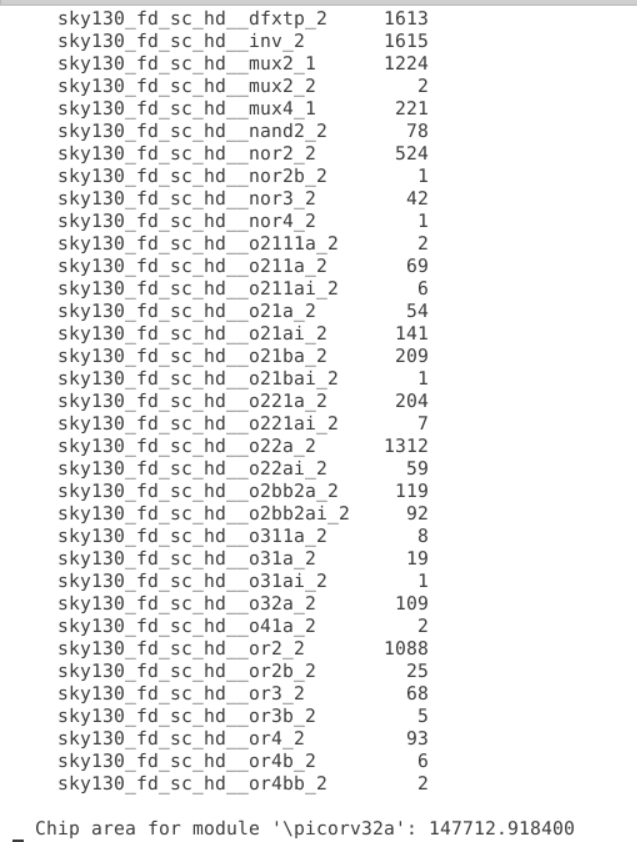 sky130_fd_sc_hd__dfxtp_2 1613
sky130_fd_sc_hd__inv_2 1615
sky130_fd_sc_hd__mux2_1 1224
sky130_fd_sc_hd__mux2_2 2
sky130_fd_sc_hd__mux4_1 221
sky130_fd_sc_hd__nand2_2 78
sky130_fd_sc_hd__nor2_2 524
sky130_fd_sc_hd__nor2b_2 1
sky130_fd_sc_hd__nor3_2 42
sky130_fd_sc_hd__nor4_2 1
sky130_fd_sc_hd__o2111a_2 2
sky130_fd_sc_hd__o211a_2 69
sky130_fd_sc_hd__o211ai_2 6
sky130_fd_sc_hd__o21a_2 54
sky130_fd_sc_hd__o21ai_2 141
sky130_fd_sc_hd__o21ba_2 209
sky130_fd_sc_hd__o21bai_2 1
sky130_fd_sc_hd__o221a_2 204
sky130_fd_sc_hd__o221ai_2 7
sky130_fd_sc_hd__o22a_2 1312
sky130_fd_sc_hd__o22ai_2 59
sky130_fd_sc_hd__o2bb2a_2 119
sky130_fd_sc_hd__o2bb2ai_2 92
sky130_fd_sc_hd__o311a_2 8
sky130_fd_sc_hd__o31a_2 19
sky130_fd_sc_hd__o31ai_2 1
sky130_fd_sc_hd__o32a_2 109
sky130_fd_sc_hd__o41a_2 2
sky130_fd_sc_hd__or2_2 1088
sky130_fd_sc_hd__or2b_2 25
sky130_fd_sc_hd__or3_2 68
sky130_fd_sc_hd__or3b_2 5
sky130_fd_sc_hd__or4_2 93
sky130_fd_sc_hd__or4b_2 6
sky130_fd_sc_hd__or4bb_2 2
Chip area for module '\picorv32a': 147712.918400